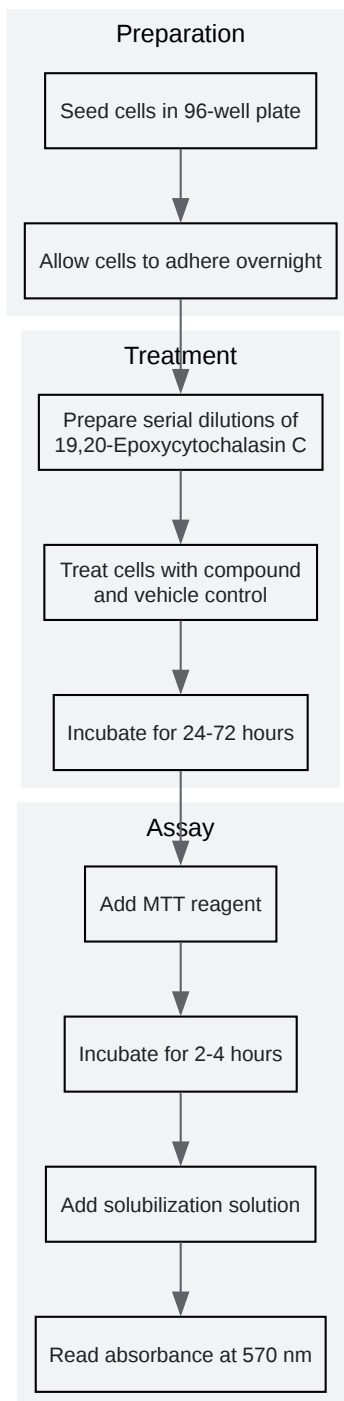 Preparation
Seed cells in 96-well plate
Allow cells to adhere overnight
Treatment
Prepare serial dilutions of
19,20-Epoxycytochalasin C
Treat cells with compound
and vehicle control
Incubate for 24-72 hours
Assay
Add MTT reagent
Incubate for 2-4 hours
Add solubilization solution
Read absorbance at 570 nm